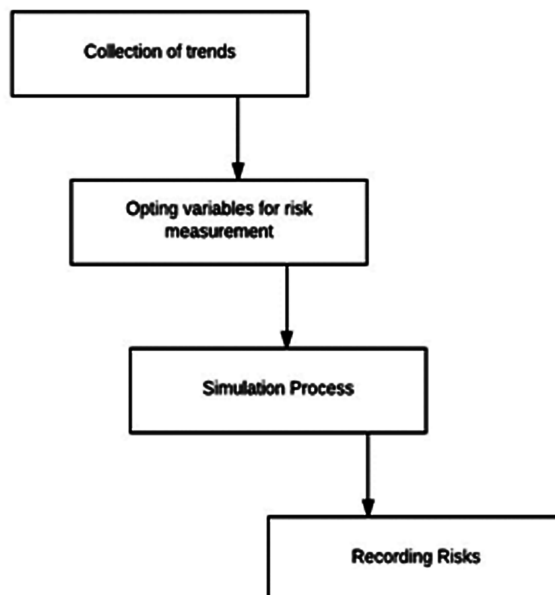 Collection of trends
Opting variables for risk
measurement
Simulation Process
Recording Risks